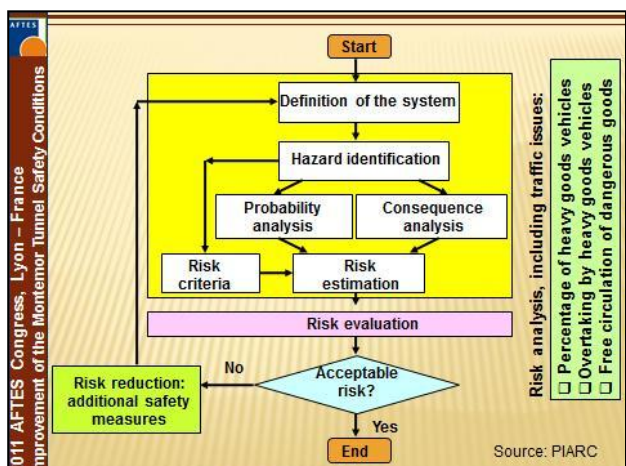 AFTES
011 AFTES Congress, Lyon – France
mprovement of the Montemor Tunnel Safety Conditions
Start
Definition of the system
Hazard identification
Probability
analysis
Consequence
analysis
Risk
criteria
Risk
estimation
Risk evaluation
Acceptable
risk?
No
Risk reduction:
additional safety
measures
Yes
End
Source: PIARC
Risk analysis, including traffic issues:
❑ Percentage of heavy goods vehicles
❑ Overtaking by heavy goods vehicles
❑ Free circulation of dangerous goods